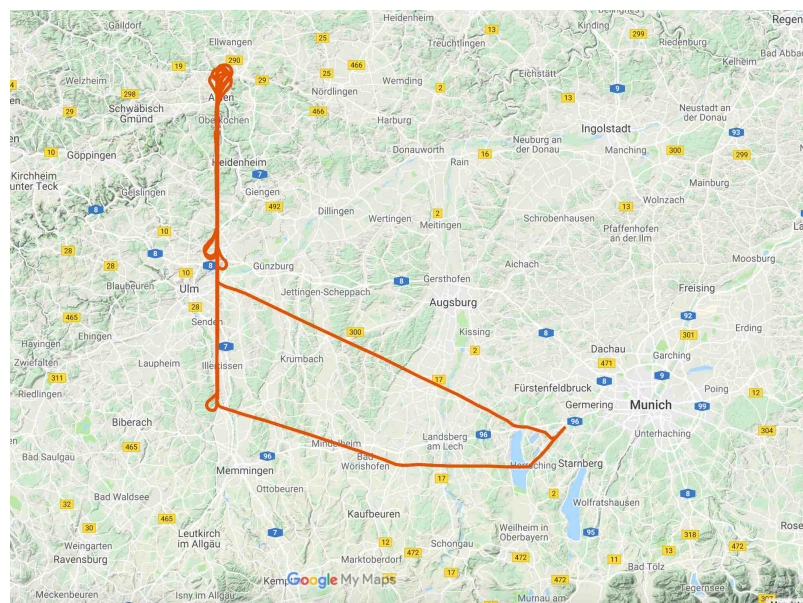 Gaildorf
Heidenheim
Kinding
Regen
Ellwangen
Treuchtlingen
Riedenburg
Bad Abba
Welzheim
Nördlingen
Wemding
Eichstätt
Kelheim
Schwäbisch
Gmünd
Oberkochen
Harburg
Neustadt an
der Donau
Ingolstadt
Göppingen
Heidenheim
Donauworth
Rain
Neuburg an
der Donau
Manching
Kirchheim
unter Teck
Geislingen
Giengen
Mainburg
Dillingen
Wertingen
Meitingen
Schrobenhausen
Wolnzach
Pfaffenhofen
an der Ilm
Moosburg
Blaubeuren
Ulm
Günzburg
Jettingen-Scheppach
Gersthofen
Aichach
Freising
Augsburg
Senden
Ehingen
Hayingen
Zwiefalten
Laupheim
Illertissen
Krumbach
Kissing
Dachau
Garching
Erding
Riedlingen
Fürstenfeldbruck
Poing
Germering
Munich
Biberach
Mindelheim
Landsberg
am Lech
Unterhaching
Bad Saulgau
Memmingen
Bad
Wörishofen
Herrsching
Starnberg
Ottobeuren
Bad Waldsee
Wolfratshausen
Kaufbeuren
Weilheim in
Oberbayern
Leutkirch
im Allgäu
Weingarten
Ravensburg
Schongau
Marktoberdorf
Bad Tölz
Rose
Meckenbeuren
Isny im Allgäu
Google My Maps
Murnau am
Tegernsee